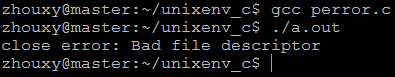 zhouxy@master:~/unixenv_c$ gcc perror.c
zhouxy@master:~/unixenv_c$ ./a.out
close error: Bad file descriptor
zhouxy@master:~/unixenv_c$